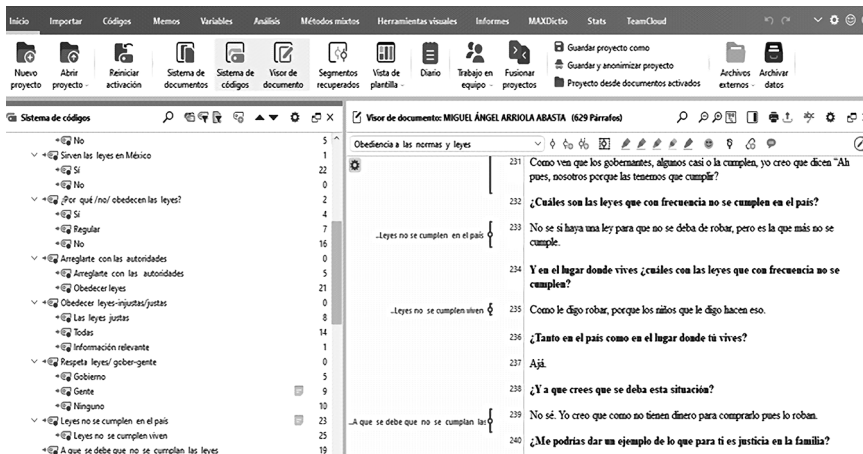 Inicio Importar Códigos Memos Variables Análisis Métodos mixtos Herramientas visuales Informes MAXDictio Stats TeamCloud
Nuevo proyecto
Abrir proyecto
Reiniciar activación
Sistema de documentos
Sistema de códigos
Visor de documento
Segmentos recuperados
Vista de plantilla
Diario
Trabajo en equipo
Fusionar proyectos
Guardar proyecto como
Guardar y anonimizar proyecto
Proyecto desde documentos activados
Archivos externos
Archivar datos
Sistema de códigos
No 5
Sirven las leyes en México 1
Sí 22
No 0
¿Por qué /no/ obedecen las leyes? 2
Sí 4
Regular 7
No 16
Arreglarte con las autoridades 0
Arreglarte con las autoridades 5
Obedecer leyes 21
Obedecer leyes-injustas/justas 0
Las leyes justas 8
Todas 14
Información relevante 1
Respeta leyes/ gober-gente 0
Gobierno 5
Gente 9
Ninguno 10
Leyes no se cumplen en el país 23
Leyes no se cumplen viven 25
A que se debe que no se cumplan las leyes 19
Visor de documento: MIGUEL ÁNGEL ARRIOLA ABASTA (629 Párrafos)
Obediencia a las normas y leyes
231 Como ven que los gobernantes, algunos casi o la cumplen, yo creo que dicen “Ah
pues, nosotros porque las tenemos que cumplir?
232 ¿Cuáles son las leyes que con frecuencia no se cumplen en el país?
..Leyes no se cumplen en el país
233 No se si haya una ley para que no se deba de robar, pero es la que más no se
cumple.
234 Y en el lugar donde vives ¿cuáles con las leyes que con frecuencia no se
cumplen?
..Leyes no se cumplen viven
235 Como le digo robar, porque los niños que le digo hacen eso.
236 ¿Tanto en el país como en el lugar donde tú vives?
237 Ajá.
238 ¿Y a que crees que se deba esta situación?
..A que se debe que no se cumplan las
239 No sé. Yo creo que como no tienen dinero para comprarlo pues lo roban.
240 ¿Me podrías dar un ejemplo de lo que para ti es justicia en la familia?